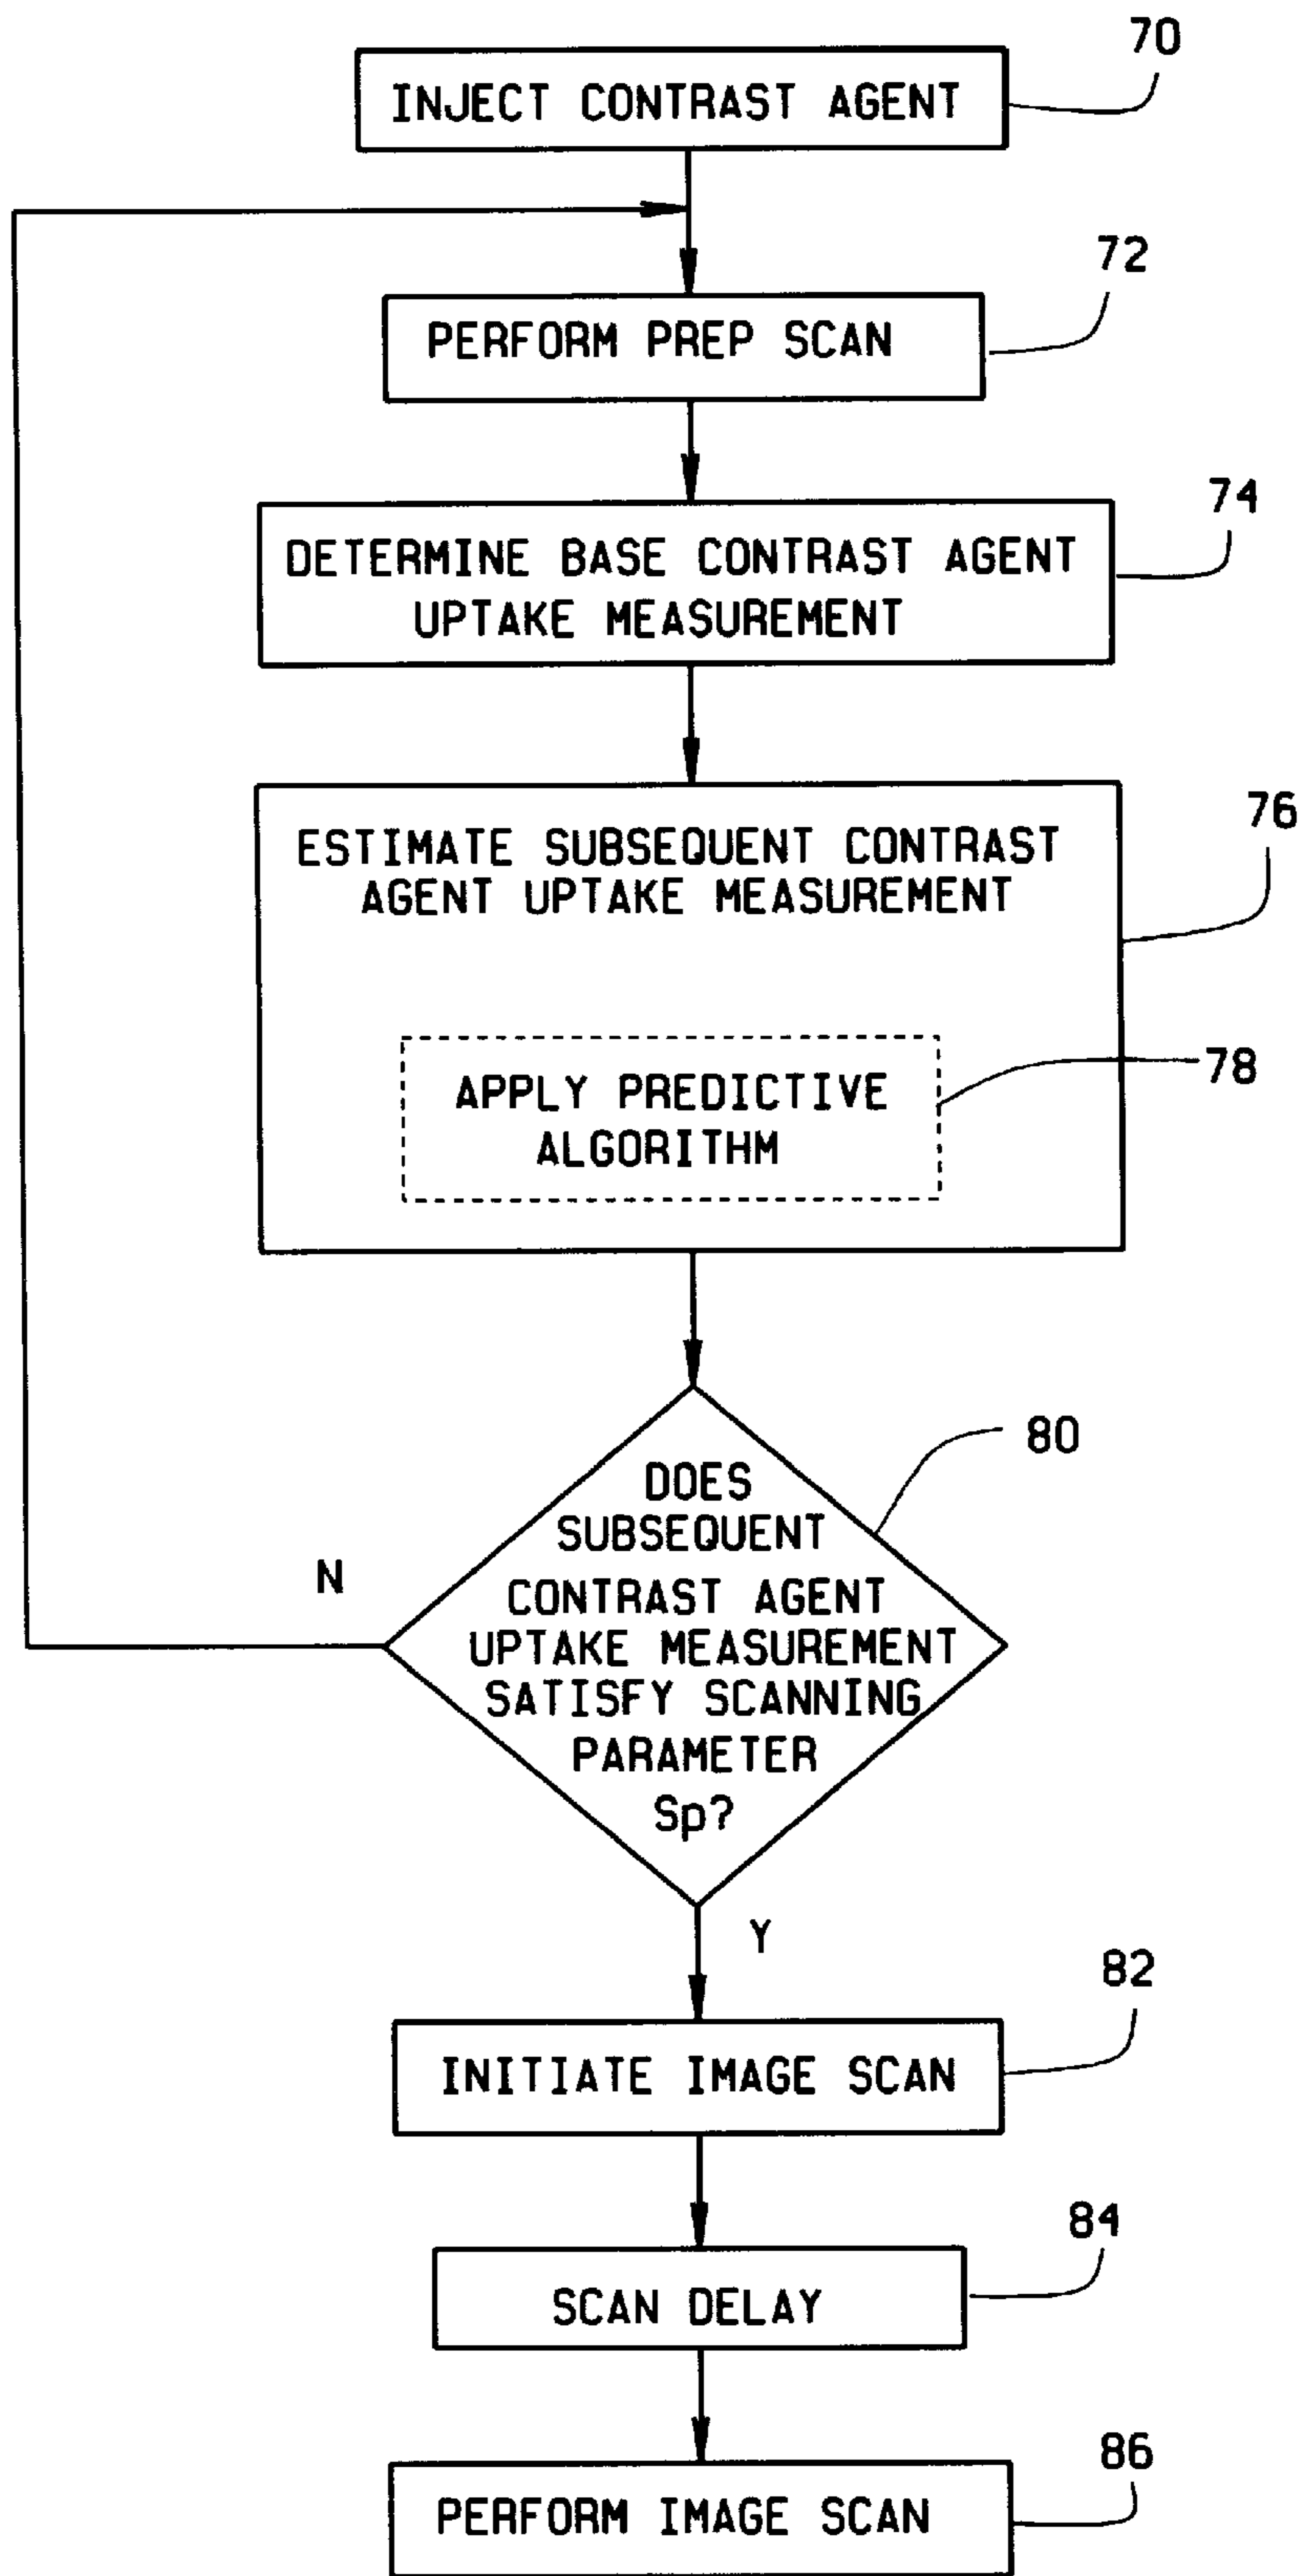 70
INJECT CONTRAST AGENT
72
PERFORM PREP SCAN
74
DETERMINE BASE CONTRAST AGENT
UPTAKE MEASUREMENT
76
ESTIMATE SUBSEQUENT CONTRAST
AGENT UPTAKE MEASUREMENT
78
APPLY PREDICTIVE
ALGORITHM
80
DOES
SUBSEQUENT
CONTRAST AGENT
UPTAKE MEASUREMENT
SATISFY SCANNING
PARAMETER
Sp?
N
Y
82
INITIATE IMAGE SCAN
84
SCAN DELAY
86
PERFORM IMAGE SCAN